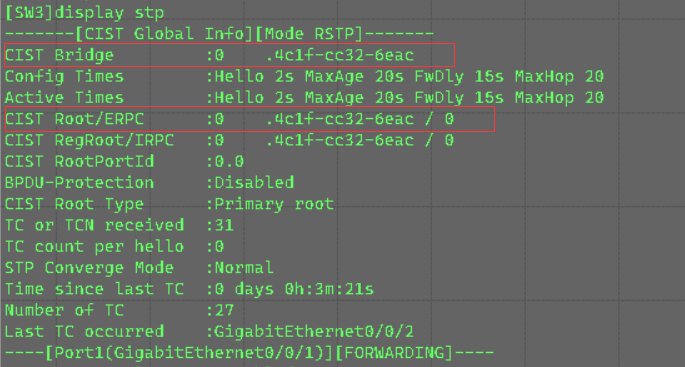 [SW3]display stp
-------[CIST Global Info][Mode RSTP]-------
CIST Bridge         :0    .4c1f-cc32-6eac
Config Times        :Hello 2s MaxAge 20s FwDly 15s MaxHop 20
Active Times        :Hello 2s MaxAge 20s FwDly 15s MaxHop 20
CIST Root/ERPC      :0    .4c1f-cc32-6eac / 0
CIST RegRoot/IRPC   :0    .4c1f-cc32-6eac / 0
CIST RootPortId     :0.0
BPDU-Protection     :Disabled
CIST Root Type      :Primary root
TC or TCN received  :31
TC count per hello  :0
STP Converge Mode   :Normal
Time since last TC  :0 days 0h:3m:21s
Number of TC        :27
Last TC occurred    :GigabitEthernet0/0/2
----[Port1(GigabitEthernet0/0/1)][FORWARDING]----